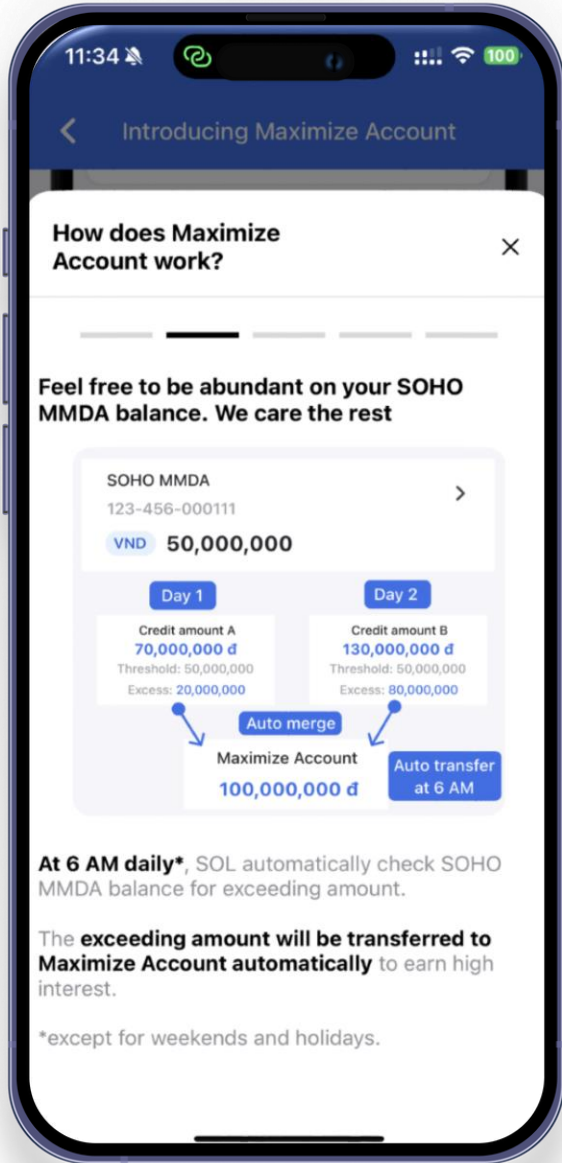 11:34
100
Introducing Maximize Account
How does Maximize
Account work?
Feel free to be abundant on your SOHO
MMDA balance. We care the rest
SOHO MMDA
123-456-000111
VND 50,000,000
Day 1
Day 2
Credit amount A
70,000,000 đ
Threshold: 50,000,000
Excess: 20,000,000
Credit amount B
130,000,000 đ
Threshold: 50,000,000
Excess: 80,000,000
Auto merge
Maximize Account
100,000,000 đ
Auto transfer
at 6 AM
At 6 AM daily*, SOL automatically check SOHO
MMDA balance for exceeding amount.
The exceeding amount will be transferred to
Maximize Account automatically to earn high
interest.
*except for weekends and holidays.